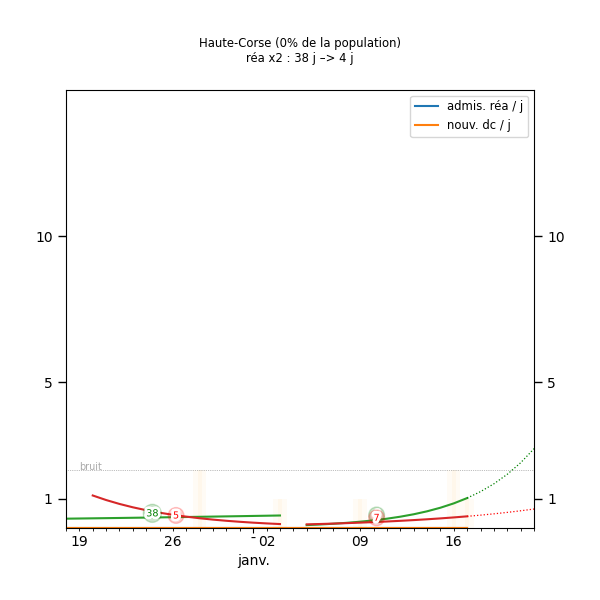 Haute-Corse (0% de la population)
réa x2 : 38 j –> 4 j
admis. réa / j
nouv. dc / j
10
10
5
5
bruit
1
1
38
5
7
19
26
- 02
09
16
janv.